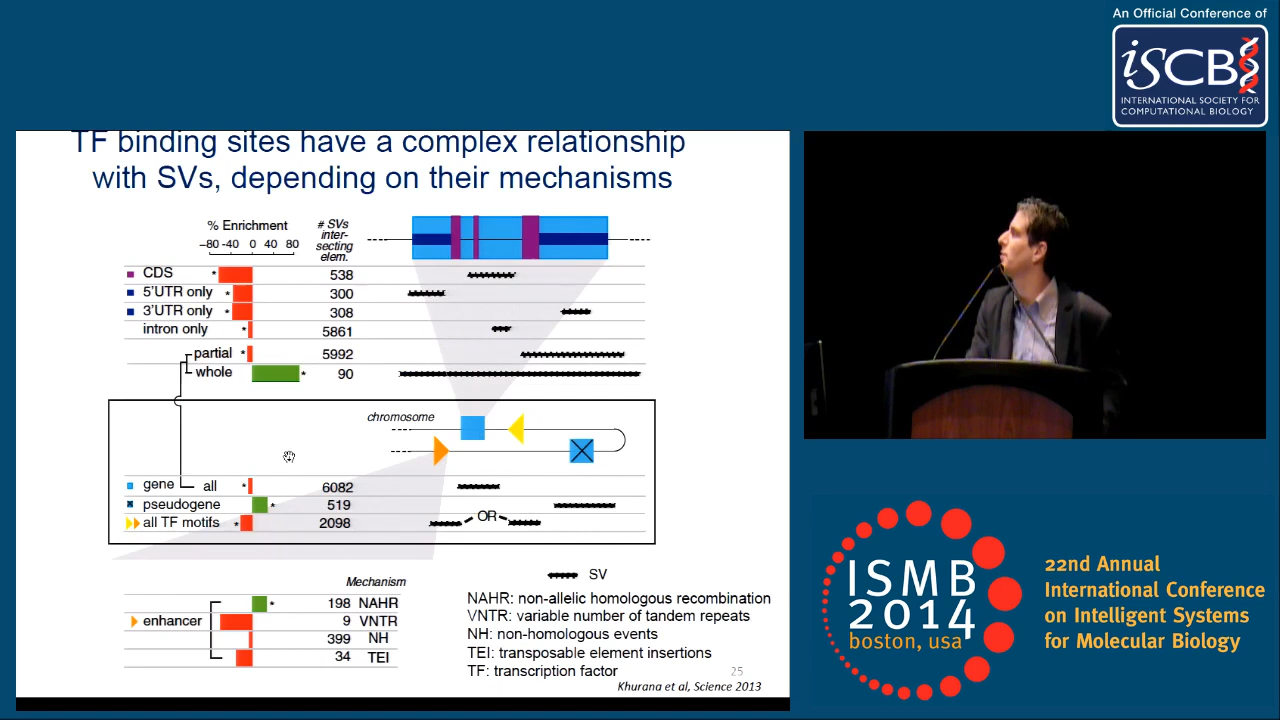 An Official Conference of
iSCB
INTERNATIONAL SOCIETY FOR
COMPUTATIONAL BIOLOGY
TF binding sites have a complex relationship
with SVs, depending on their mechanisms
% Enrichment
−80 -40 0 40 80
# SVs
inter-
secting
elem.
CDS * 538
5'UTR only * 300
3'UTR only * 308
intron only * 5861
partial * 5992
whole * 90
chromosome
gene all * 6082
pseudogene * 519
all TF motifs * 2098
OR
SV
Mechanism
* 198 NAHR
enhancer 9 VNTR
399 NH
34 TEI
NAHR: non-allelic homologous recombination
VNTR: variable number of tandem repeats
NH: non-homologous events
TEI: transposable element insertions
TF: transcription factor
25
Khurana et al, Science 2013
ISMB
2014
boston, usa
22nd Annual
International Conference
on Intelligent Systems
for Molecular Biology